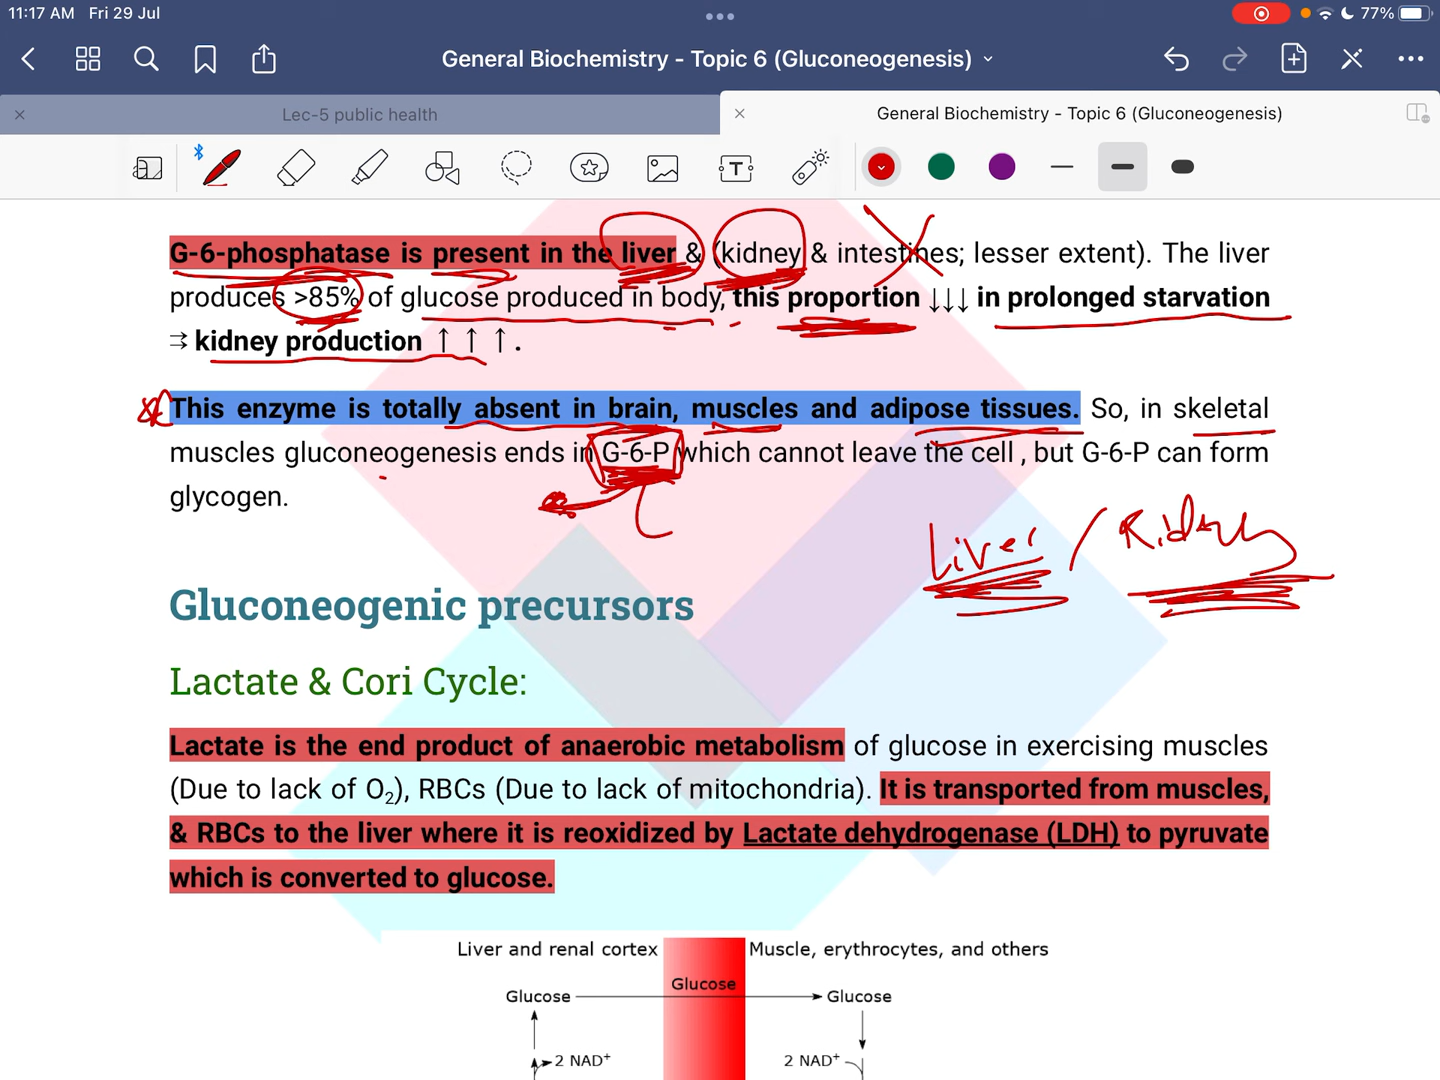 11:17 AM Fri 29 Jul
77%
General Biochemistry - Topic 6 (Gluconeogenesis)
Lec-5 public health
General Biochemistry - Topic 6 (Gluconeogenesis)
T
G-6-phosphatase is present in the liver & (kidney & intestines; lesser extent). The liver
produces >85% of glucose produced in body, this proportion ↓↓↓ in prolonged starvation
⇉ kidney production ↑ ↑ ↑ .
This enzyme is totally absent in brain, muscles and adipose tissues. So, in skeletal
muscles gluconeogenesis ends in G-6-P which cannot leave the cell , but G-6-P can form
glycogen.
Liver / Kidney
Gluconeogenic precursors
Lactate & Cori Cycle:
Lactate is the end product of anaerobic metabolism of glucose in exercising muscles
(Due to lack of O₂), RBCs (Due to lack of mitochondria). It is transported from muscles,
& RBCs to the liver where it is reoxidized by Lactate dehydrogenase (LDH) to pyruvate
which is converted to glucose.
Liver and renal cortex Muscle, erythrocytes, and others
Glucose Glucose Glucose
2 NAD⁺ 2 NAD⁺